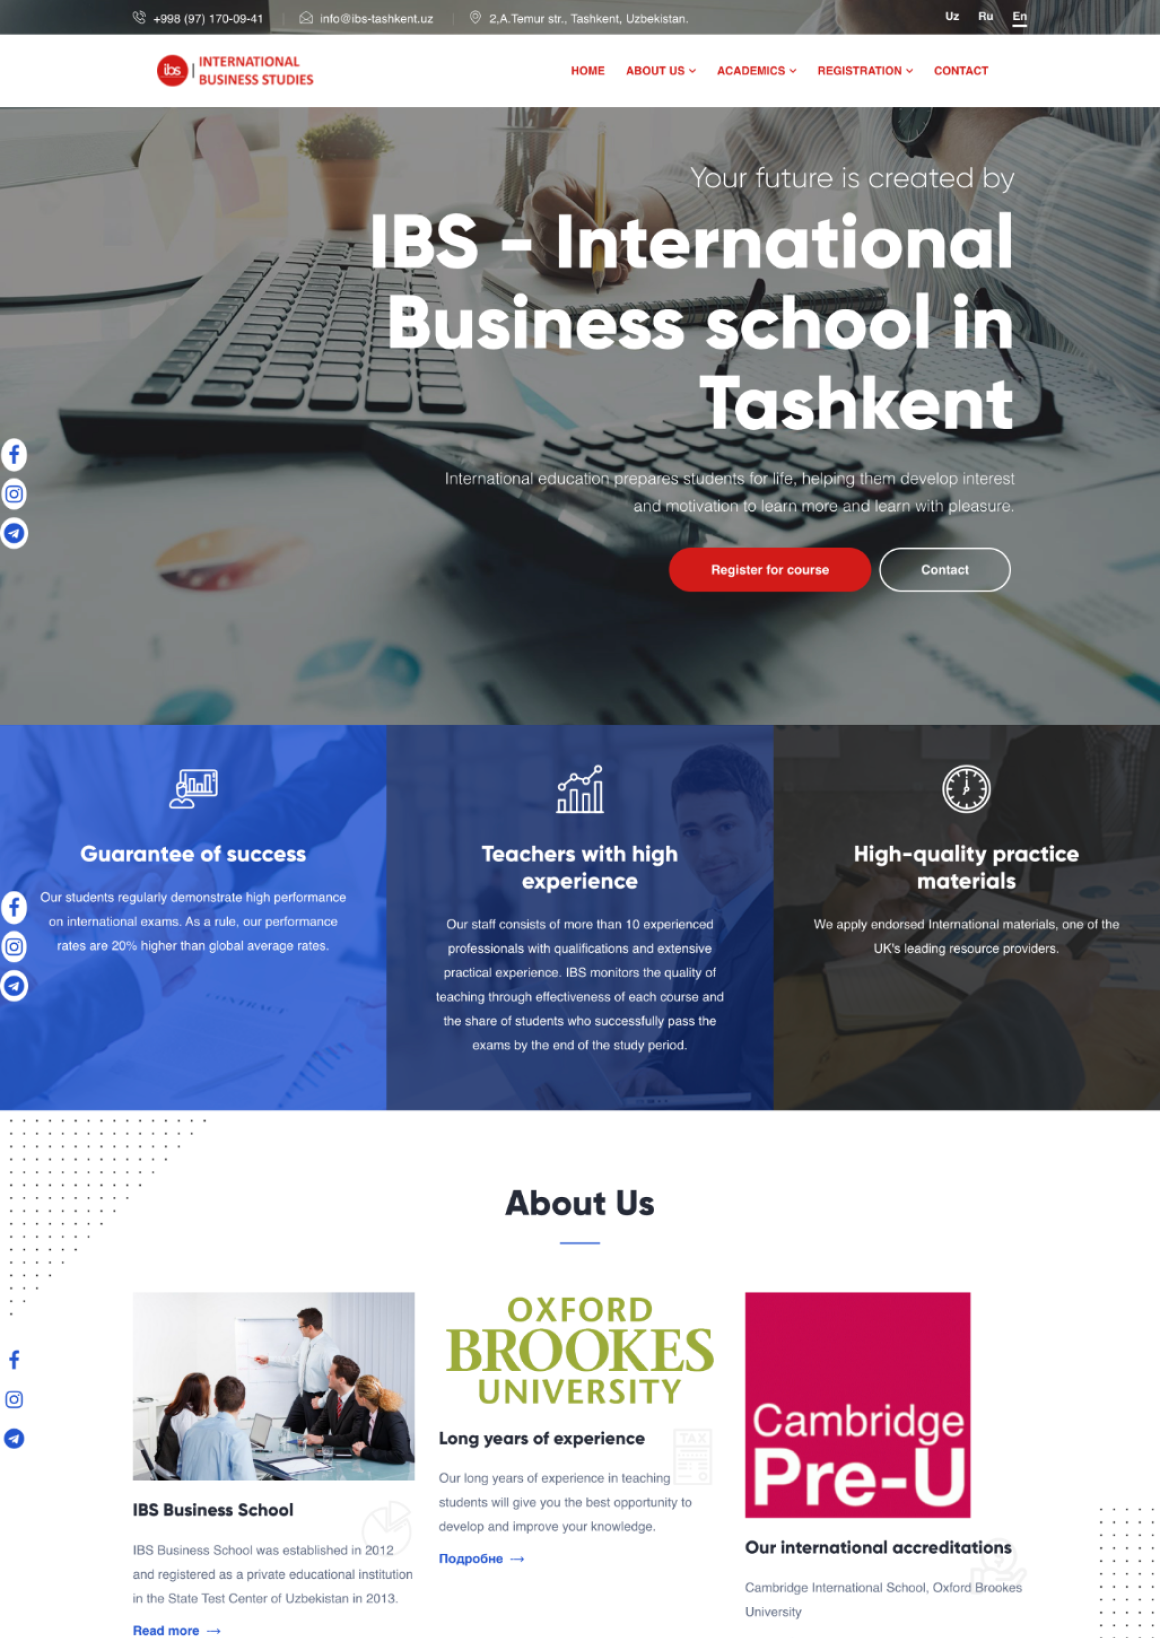 +998 (97) 170-09-41
info@ibs-tashkent.uz
2,A.Temur str., Tashkent, Uzbekistan.
Uz Ru En
ibs
INTERNATIONAL
BUSINESS STUDIES
HOME ABOUT US ACADEMICS REGISTRATION CONTACT
Your future is created by
IBS - International
Business school in
Tashkent
International education prepares students for life, helping them develop interest
and motivation to learn more and learn with pleasure.
Register for course
Contact
Guarantee of success
Our students regularly demonstrate high performance
on international exams. As a rule, our performance
rates are 20% higher than global average rates.
CONTRACT
Teachers with high
experience
Our staff consists of more than 10 experienced
professionals with qualifications and extensive
practical experience. IBS monitors the quality of
teaching through effectiveness of each course and
the share of students who successfully pass the
exams by the end of the study period.
High-quality practice
materials
We apply endorsed International materials, one of the
UK's leading resource providers.
About Us
IBS Business School
IBS Business School was established in 2012
and registered as a private educational institution
in the State Test Center of Uzbekistan in 2013.
Read more →
OXFORD
BROOKES
UNIVERSITY
Long years of experience
TAX
Our long years of experience in teaching
students will give you the best opportunity to
develop and improve your knowledge.
Подробне →
Cambridge
Pre-U
Our international accreditations
Cambridge International School, Oxford Brookes
University